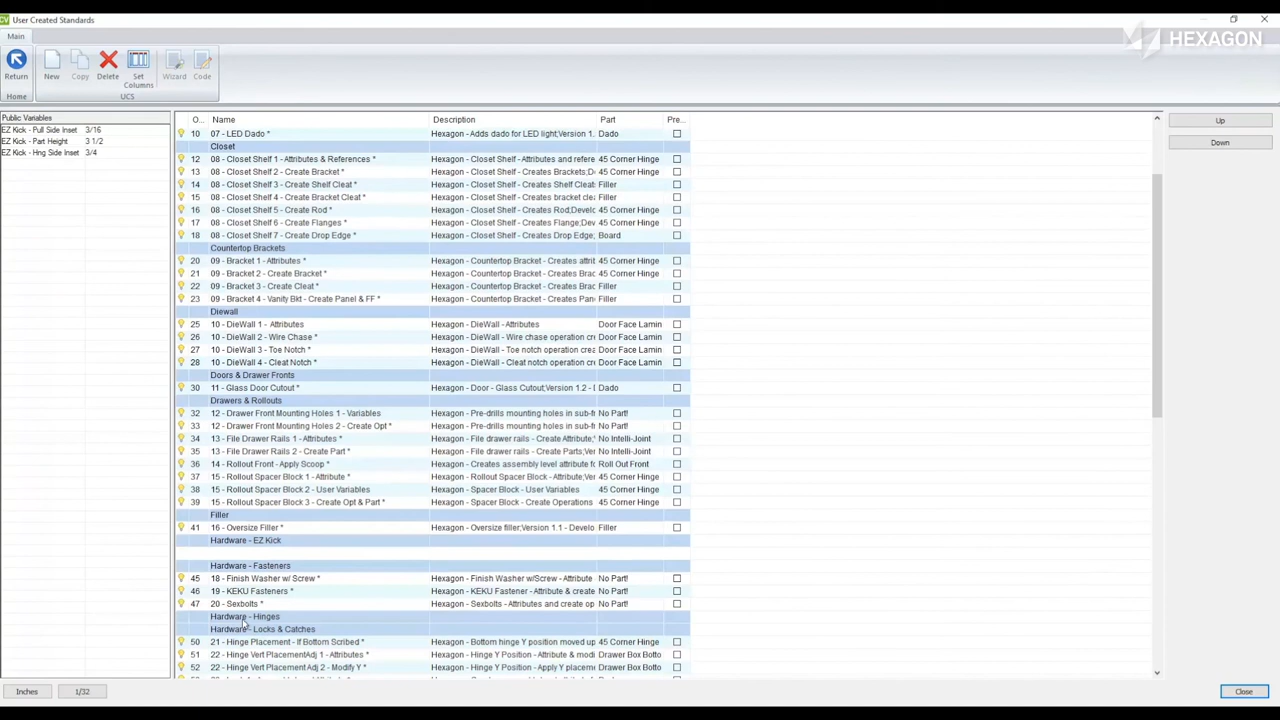 CV User Created Standards
HEXAGON
Main
Return New Copy Delete Set Columns Wizard Code
Home UCS
Public Variables
EZ Kick - Pull Side Inset 3/16
EZ Kick - Part Height 3 1/2
EZ Kick - Hng Side Inset 3/4
O... Name Description Part Pre...
10 07 - LED Dado * Hexagon - Adds dado for LED light;Version 1. Dado
Closet
12 08 - Closet Shelf 1 - Attributes & References * Hexagon - Closet Shelf - Attributes and refere 45 Corner Hinge
13 08 - Closet Shelf 2 - Create Bracket * Hexagon - Closet Shelf - Creates Brackets;D 45 Corner Hinge
14 08 - Closet Shelf 3 - Create Shelf Cleat * Hexagon - Closet Shelf - Creates Shelf Cleat Filler
15 08 - Closet Shelf 4 - Create Bracket Cleat * Hexagon - Closet Shelf - Creates bracket clea Filler
16 08 - Closet Shelf 5 - Create Rod * Hexagon - Closet Shelf - Creates Rod;Develo 45 Corner Hinge
17 08 - Closet Shelf 6 - Create Flanges * Hexagon - Closet Shelf - Creates Flange;Dev 45 Corner Hinge
18 08 - Closet Shelf 7 - Create Drop Edge * Hexagon - Closet Shelf - Creates Drop Edge; Board
Countertop Brackets
20 09 - Bracket 1 - Attributes * Hexagon - Countertop Bracket - Creates attrit 45 Corner Hinge
21 09 - Bracket 2 - Create Bracket * Hexagon - Countertop Bracket - Creates Brac 45 Corner Hinge
22 09 - Bracket 3 - Create Cleat * Hexagon - Countertop Bracket - Creates Brac Filler
23 09 - Bracket 4 - Vanity Bkt - Create Panel & FF * Hexagon - Countertop Bracket - Creates Pan Filler
Diewall
25 10 - DieWall 1 - Attributes Hexagon - DieWall -Attributes Door Face Lamin
26 10 - DieWall 2 - Wire Chase * Hexagon - DieWall - Wire chase operation cre Door Face Lamin
27 10 - DieWall 3 - Toe Notch * Hexagon - DieWall - Toe notch operation crea Door Face Lamin
28 10 - DieWall 4 - Cleat Notch * Hexagon - DieWall - Cleat notch operation cr Door Face Lamin
Doors & Drawer Fronts
30 11 - Glass Door Cutout * Hexagon - Door - Glass Cutout;Version 1.2 - I Dado
Drawers & Rollouts
32 12 - Drawer Front Mounting Holes 1 - Variables Hexagon - Pre-drills mounting holes in sub-fr No Part!
33 12 - Drawer Front Mounting Holes 2 - Create Opt * Hexagon - Pre-drills mounting holes in sub-fr No Part!
34 13 - File Drawer Rails 1 - Attributes * Hexagon - File drawer rails - Create Attribute; No Intelli-Joint
35 13 - File Drawer Rails 2 - Create Part * Hexagon - File drawer rails - Create Parts;Ver No Intelli-Joint
36 14 - Rollout Front - Apply Scoop * Hexagon - Creates assembly level attribute fo Roll Out Front
37 15 - Rollout Spacer Block 1 - Attribute * Hexagon - Rollout Spacer Block - Attribute;Ve 45 Corner Hinge
38 15 - Rollout Spacer Block 2 - User Variables Hexagon - Spacer Block - User Variables 45 Corner Hinge
39 15 - Rollout Spacer Block 3 - Create Opt & Part * Hexagon - Spacer Block - Create Operations 45 Corner Hinge
Filler
41 16 - Oversize Filler * Hexagon - Oversize filler;Version 1.1 - Develo Filler
Hardware - EZ Kick
Hardware - Fasteners
45 18 - Finish Washer w/ Screw * Hexagon - Finish Washer w/Screw - Attribute No Part!
46 19 - KEKU Fasteners * Hexagon - KEKU Fastener - Attribute & create No Part!
47 20 - Sexbolts * Hexagon - Sexbolts - Attributes and create op No Part!
Hardware - Hinges
Hardware - Locks & Catches
50 21 - Hinge Placement - If Bottom Scribed * Hexagon - Bottom hinge Y position moved up 45 Corner Hinge
51 22 - Hinge Vert PlacementAdj 1 - Attributes * Hexagon - Hinge Y Position - Attribute & modi Drawer Box Botto
52 22 - Hinge Vert PlacementAdj 2 - Modify Y * Hexagon - Hinge Y Position - Apply Y placem Drawer Box Botto
Up
Down
Inches 1/32
Close